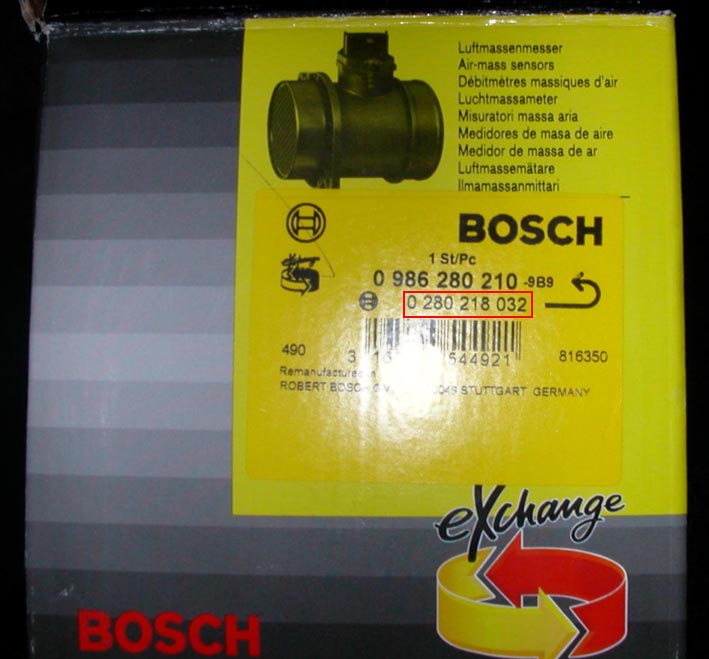 Luftmassenmesser
Air-mass sensors
Débitmètres massiques d'air
Luchtmassameter
Misuratori massa aria
Medidores de masa de aire
Medidor de massa de ar
Luftmassemätare
Ilmamassanmittari
BOSCH
1 St/Pc
0 986 280 210 -9B9
0 280 218 032
490
3 544921
816350
Remanufactured in
ROBERT BOSCH STUTTGART GERMANY
eXchange
BOSCH